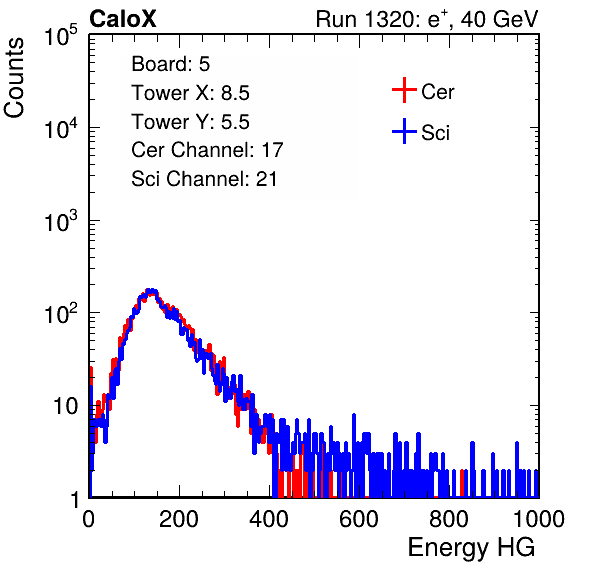 CaloX Run 1320: e⁺, 40 GeV
Board: 5
Tower X: 8.5
Tower Y: 5.5
Cer Channel: 17
Sci Channel: 21
Cer
Sci
Counts
10⁵
10⁴
10³
10²
10
1
0 200 400 600 800 1000
Energy HG